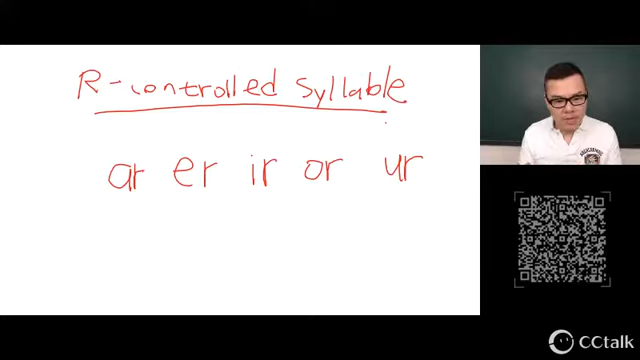 R-controlled Syllable
ar er ir or ur
CCtalk